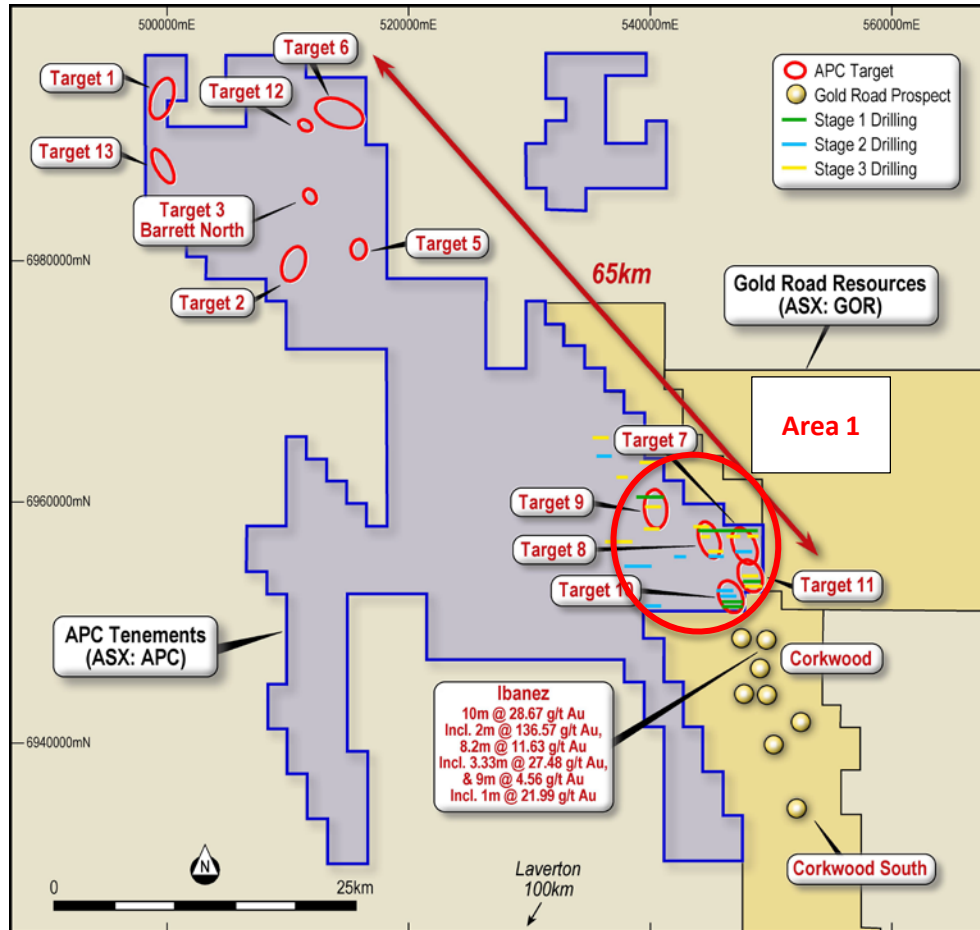 500000mE
520000mE
540000mE
560000mE
Target 1
Target 6
Target 12
Target 13
Target 3
Barrett North
Target 5
Target 2
APC Target
Gold Road Prospect
Stage 1 Drilling
Stage 2 Drilling
Stage 3 Drilling
6980000mN
65km
Gold Road Resources
(ASX: GOR)
Area 1
Target 7
6960000mN
Target 9
Target 8
Target 10
Target 11
APC Tenements
(ASX: APC)
Corkwood
Ibanez
10m @ 28.67 g/t Au
Incl. 2m @ 136.57 g/t Au,
8.2m @ 11.63 g/t Au
Incl. 3.33m @ 27.48 g/t Au,
& 9m @ 4.56 g/t Au
Incl. 1m @ 21.99 g/t Au
6940000mN
Corkwood South
N
0
25km
Laverton
100km